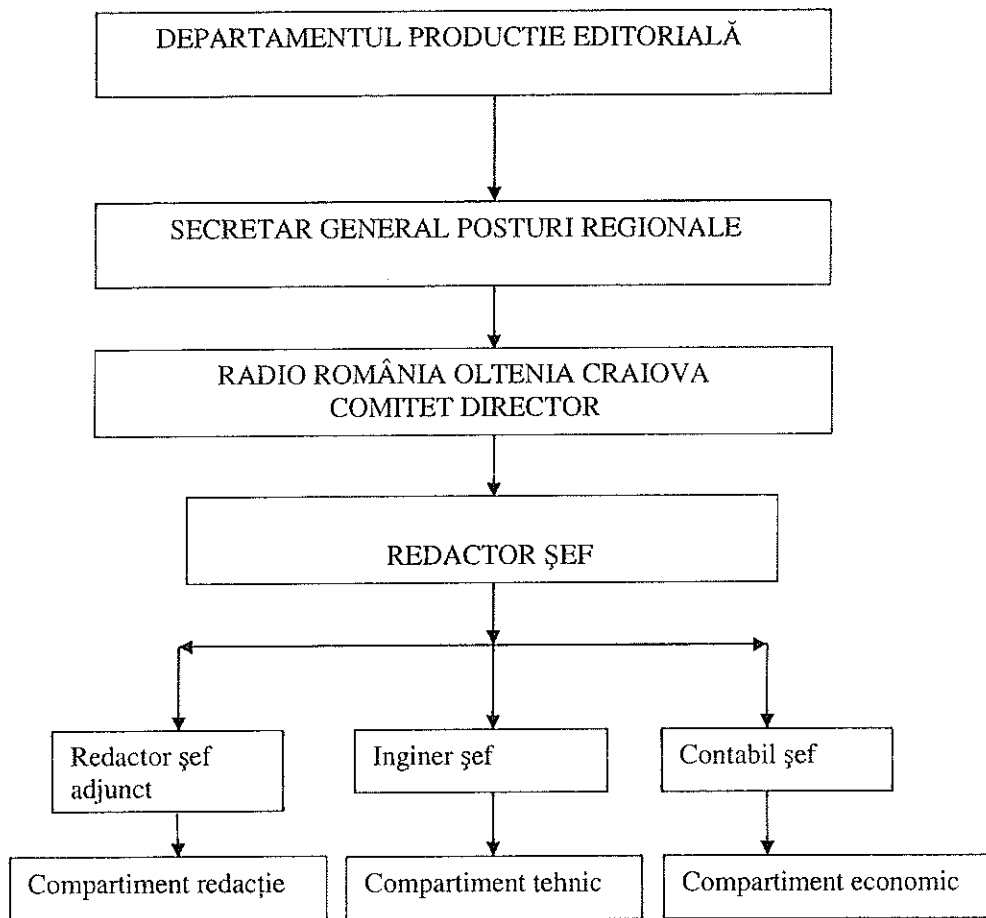 DEPARTAMENTUL PRODUCTIE EDITORIALĂ
SECRETAR GENERAL POSTURI REGIONALE
RADIO ROMÂNIA OLTENIA CRAIOVA
COMITET DIRECTOR
REDACTOR ŞEF
Redactor şef
adjunct
Inginer şef
Contabil şef
Compartiment redacţie
Compartiment tehnic
Compartiment economic